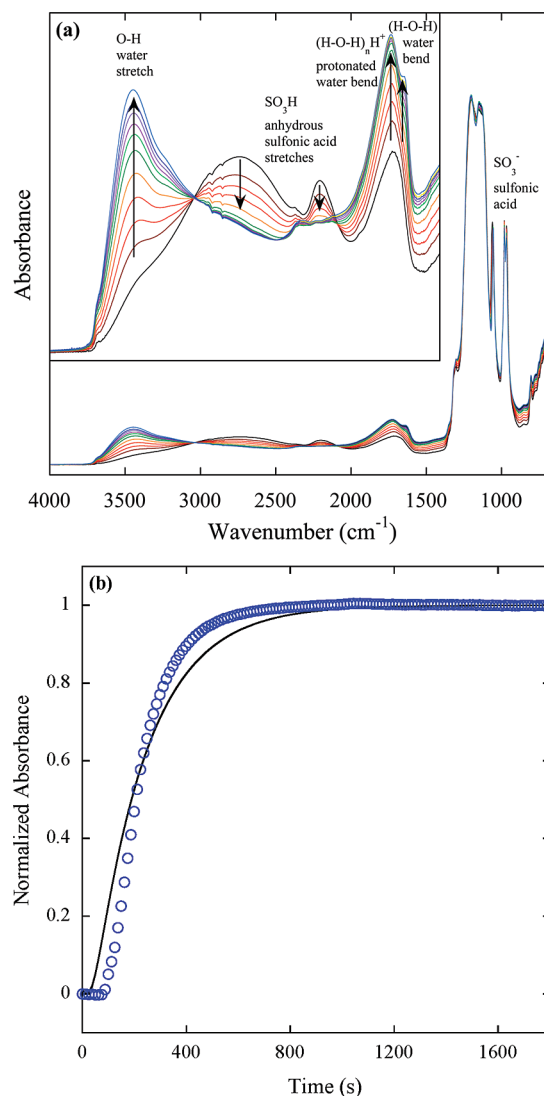 (a)
O-H
water
stretch
SO3H
anhydrous
sulfonic acid
stretches
(H-O-H)nH+
protonated
water bend
(H-O-H)
water
bend
SO3-
sulfonic
acid
Absorbance
4000 3500 3000 2500 2000 1500 1000
Wavenumber (cm-1)
(b)
1
0.8
0.6
0.4
0.2
0
Normalized Absorbance
0 400 800 1200 1600
Time (s)